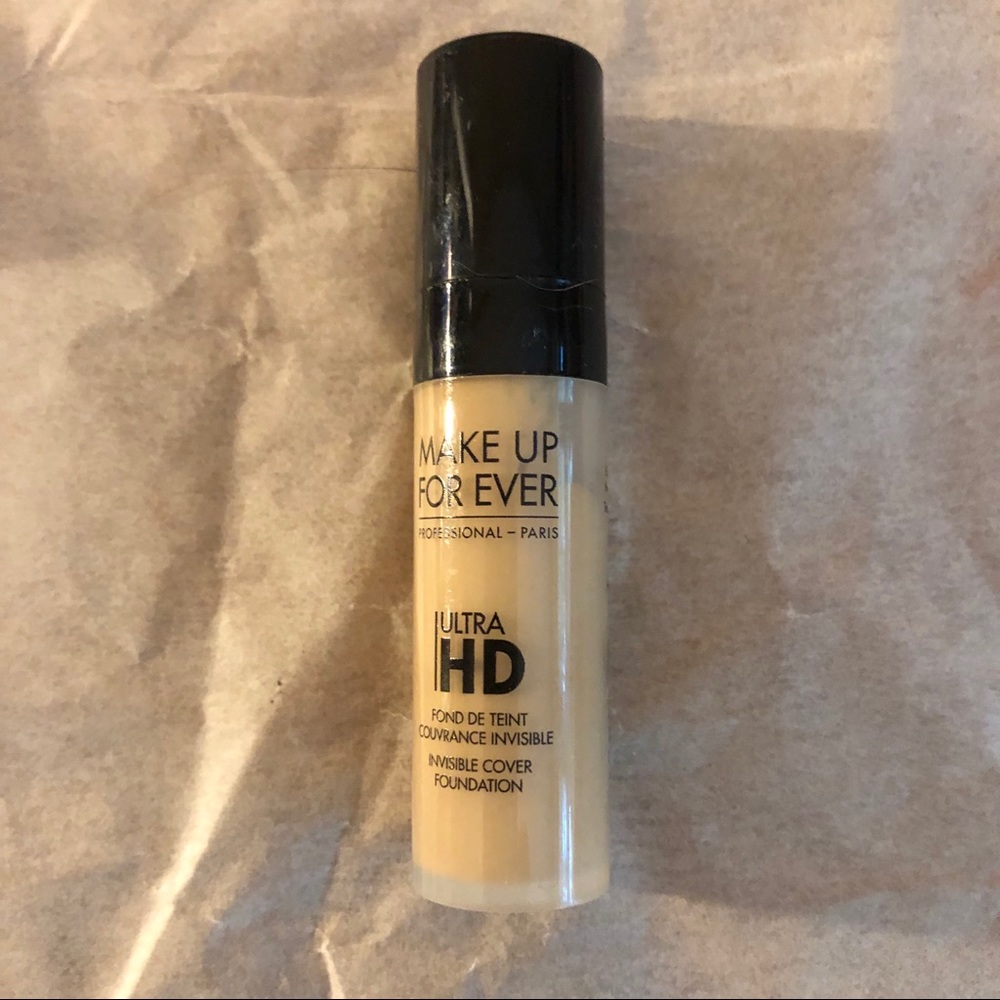 MAKE UP
FOR EVER
PROFESSIONAL – PARIS
ULTRA
HD
FOND DE TEINT
COUVRANCE INVISIBLE
INVISIBLE COVER
FOUNDATION